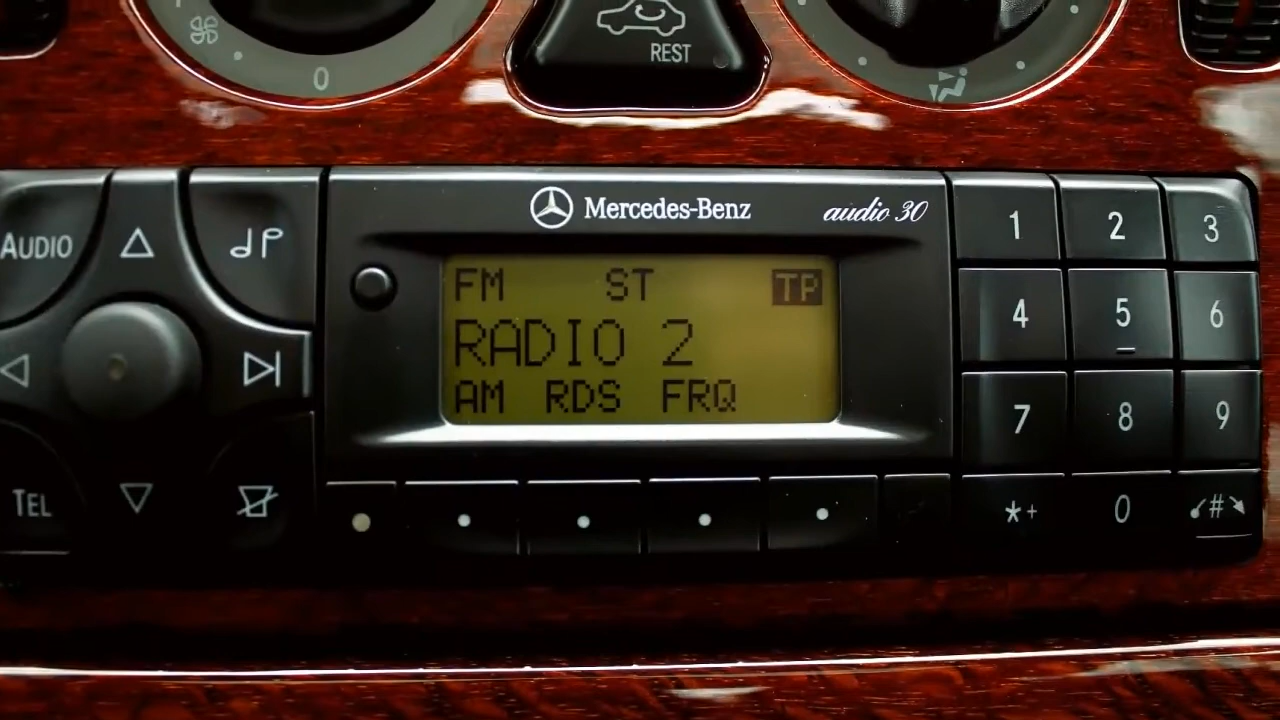 0
REST
Mercedes-Benz audio 30
AUDIO
TEL
FM ST TP
RADIO 2
AM RDS FRQ
1 2 3
4 5 6
7 8 9
*+ 0 #